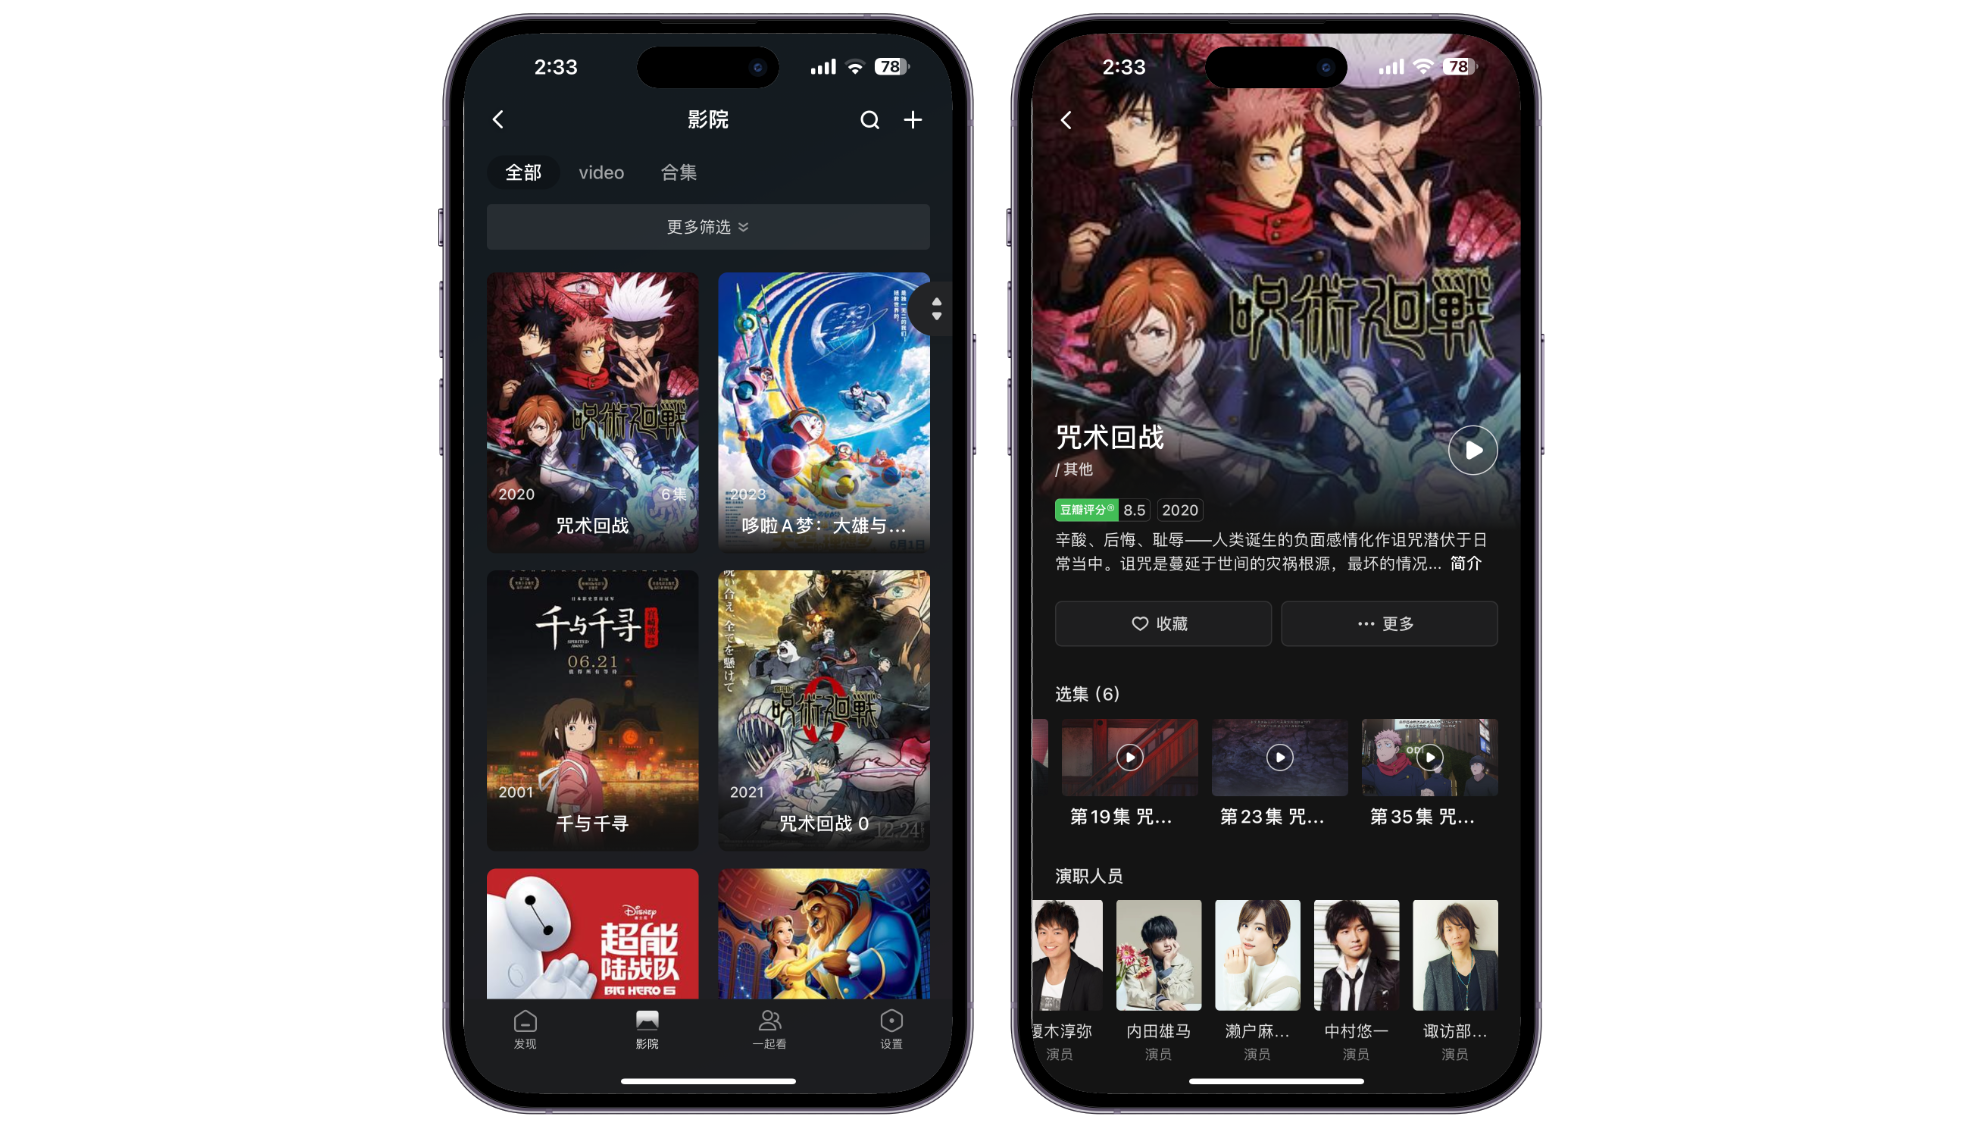 2:33
78
影院
全部
video
合集
更多筛选
呪術廻戦
2020
6集
咒术回战
2023
哆啦A梦：大雄与...
6月1日
千与千寻
06.21
2001
千与千寻
呪術廻戦
0
2021
咒术回战 0
12.24
Disney
超能
陆战队
BIG HERO 6
发现
影院
一起看
设置
2:33
78
呪術廻戦
咒术回战
/ 其他
豆瓣评分®
8.5
2020
辛酸、后悔、耻辱——人类诞生的负面感情化作诅咒潜伏于日
常当中。诅咒是蔓延于世间的灾祸根源，最坏的情况... 简介
收藏
更多
选集 (6)
第19集 咒...
第23集 咒...
第35集 咒...
演职人员
榎木淳弥
内田雄马
濑户麻...
中村悠一
诹访部...
演员
演员
演员
演员
演员